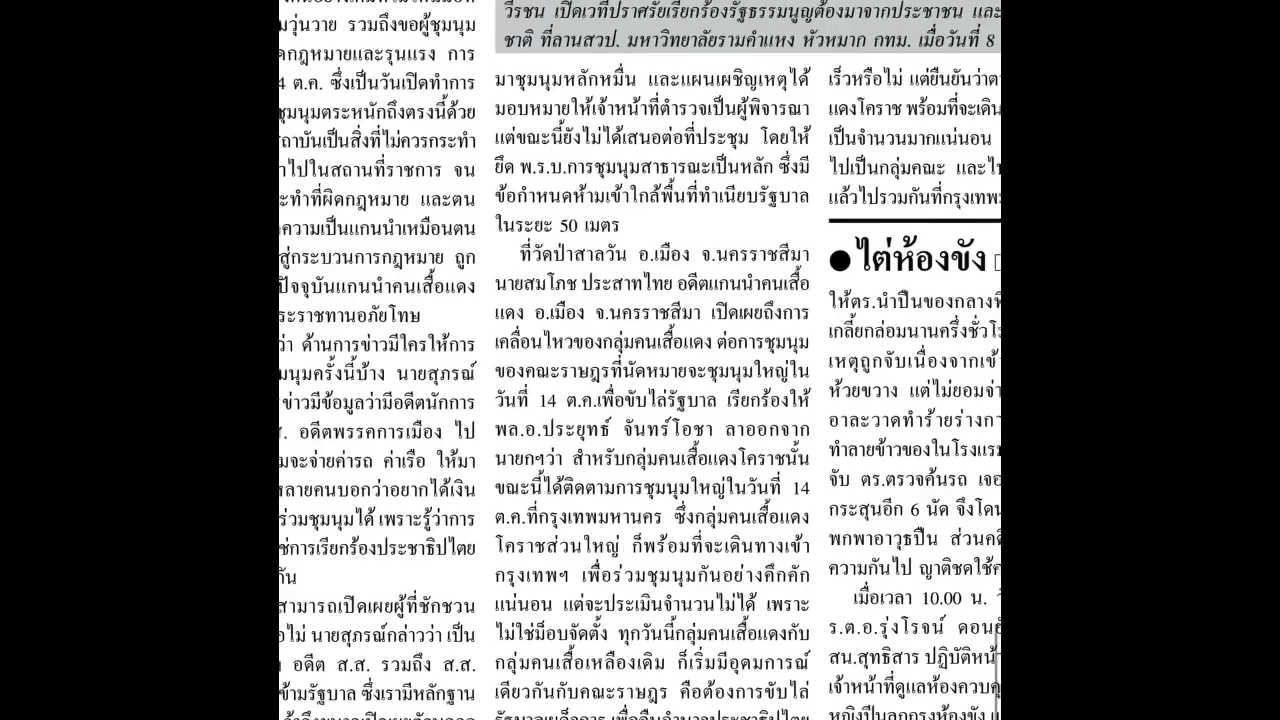 มวุ่นวาย รวมถึงขอผู้ชุมนุม
กฎหมายและรุนแรง การ
4 ต.ค. ซึ่งเป็นวันเปิดทำการ
ชุมนุมตระหนักถึงตรงนี้ด้วย
ถาบันเป็นสิ่งที่ไม่ควรกระทำ
ไปในสถานที่ราชการ จน
ะทำที่ผิดกฎหมาย และตน
ความเป็นแกนนำเหมือนตน
สู่กระบวนการกฎหมาย ถูก
ปัจจุบันแกนนำคนเสื้อแดง
ระราชทานอภัยโทษ
ว่า ด้านการข่าวมีใครให้การ
มนุมครั้งนี้บ้าง นายสุภรณ์
ข่าวมีข้อมูลว่ามีอดีตนักการ
. อดีตพรรคการเมือง ไป
มจะจ่ายค่ารถ ค่าเรือ ให้มา
หลายคนบอกว่าอยากได้เงิน
ร่วมชุมนุมได้ เพราะรู้ว่าการ
ช่การเรียกร้องประชาธิปไตย
กัน
สามารถเปิดเผยผู้ที่ชักชวน
อไม่ นายสุภรณ์กล่าวว่า เป็น
อดีต ส.ส. รวมถึง ส.ส.
ข้ามรัฐบาล ซึ่งเรามีหลักฐาน
วีรชน เปิดเวทีปราศรัยเรียกร้องรัฐธรรมนูญต้องมาจากประชาชน และ
ชาติ ที่ลานสวป. มหาวิทยาลัยรามคำแหง หัวหมาก กทม. เมื่อวันที่ 8
มาชุมนุมหลักหมื่น และแผนเผชิญเหตุได้
มอบหมายให้เจ้าหน้าที่ตำรวจเป็นผู้พิจารณา
แต่ขณะนี้ยังไม่ได้เสนอต่อที่ประชุม โดยให้
ยึด พ.ร.บ.การชุมนุมสาธารณะเป็นหลัก ซึ่งมี
ข้อกำหนดห้ามเข้าใกล้พื้นที่ทำเนียบรัฐบาล
ในระยะ 50 เมตร
ที่วัดป่าสาลวัน อ.เมือง จ.นครราชสีมา
นายสมโภช ประสาทไทย อดีตแกนนำคนเสื้อ
แดง อ.เมือง จ.นครราชสีมา เปิดเผยถึงการ
เคลื่อนไหวของกลุ่มคนเสื้อแดง ต่อการชุมนุม
ของคณะราษฎรที่นัดหมายจะชุมนุมใหญ่ใน
วันที่ 14 ต.ค.เพื่อขับไล่รัฐบาล เรียกร้องให้
พล.อ.ประยุทธ์ จันทร์โอชา ลาออกจาก
นายกฯว่า สำหรับกลุ่มคนเสื้อแดงโคราชนั้น
ขณะนี้ได้ติดตามการชุมนุมใหญ่ในวันที่ 14
ต.ค.ที่กรุงเทพมหานคร ซึ่งกลุ่มคนเสื้อแดง
โคราชส่วนใหญ่ ก็พร้อมที่จะเดินทางเข้า
กรุงเทพฯ เพื่อร่วมชุมนุมกันอย่างคึกคัก
แน่นอน แต่จะประเมินจำนวนไม่ได้ เพราะ
ไม่ใช่ม็อบจัดตั้ง ทุกวันนี้กลุ่มคนเสื้อแดงกับ
กลุ่มคนเสื้อเหลืองเดิม ก็เริ่มมีอุดมการณ์
เดียวกันกับคณะราษฎร คือต้องการขับไล่
รัฐบาลเผด็จการ เพื่อคืนอำนาจประชาธิปไตย
เร็วหรือไม่ แต่ยืนยันว่าต
แดงโคราช พร้อมที่จะเดิน
เป็นจำนวนมากแน่นอน
ไปเป็นกลุ่มคณะ และไป
แล้วไปรวมกันที่กรุงเทพ
● ไต่ห้องขัง
ให้ตร.นำปืนของกลาง
เกลี้ยกล่อมนานครึ่งชั่วโ
เหตุถูกจับเนื่องจากเข้
ห้วยขวาง แต่ไม่ยอมจ่า
อาละวาดทำร้ายร่างกา
ทำลายข้าวของในโรงแรม
จับ ตร.ตรวจค้นรถ เจอ
กระสุนอีก 6 นัด จึงโดน
พกพาอาวุธปืน ส่วนคดี
ความกันไป ญาติชดใช้ค
เมื่อเวลา 10.00 น.
ร.ต.อ.รุ่งโรจน์ ดอน
สน.สุทธิสาร ปฏิบัติหน้า
เจ้าหน้าที่ดูแลห้องควบคุ
หญิงปีนลูกกรงห้องขัง